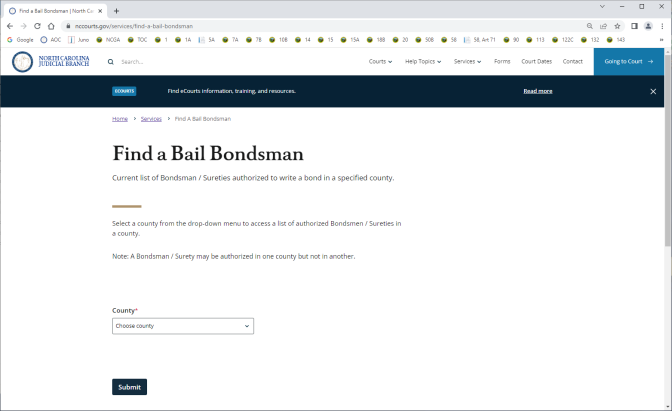 Find a Bail Bondsman | North Ca
nccourts.gov/services/find-a-bail-bondsman
Google AOC Juno NCGA 7OC 1 1A 5A 7A 7B 10B 14 15 15A 18B 20 50B 58 58, Art 71 90 113 122C 132 143 »
NORTH CAROLINA
JUDICIAL BRANCH
Search...
Courts Help Topics Services Forms Court Dates Contact Going to Court →
ECOURTS Find eCourts information, training, and resources. Read more
Home > Services > Find A Bail Bondsman
Find a Bail Bondsman
Current list of Bondsman / Sureties authorized to write a bond in a specified county.
Select a county from the drop-down menu to access a list of authorized Bondsmen / Sureties in
a county.
Note: A Bondsman / Surety may be authorized in one county but not in another.
County*
Choose county
Submit